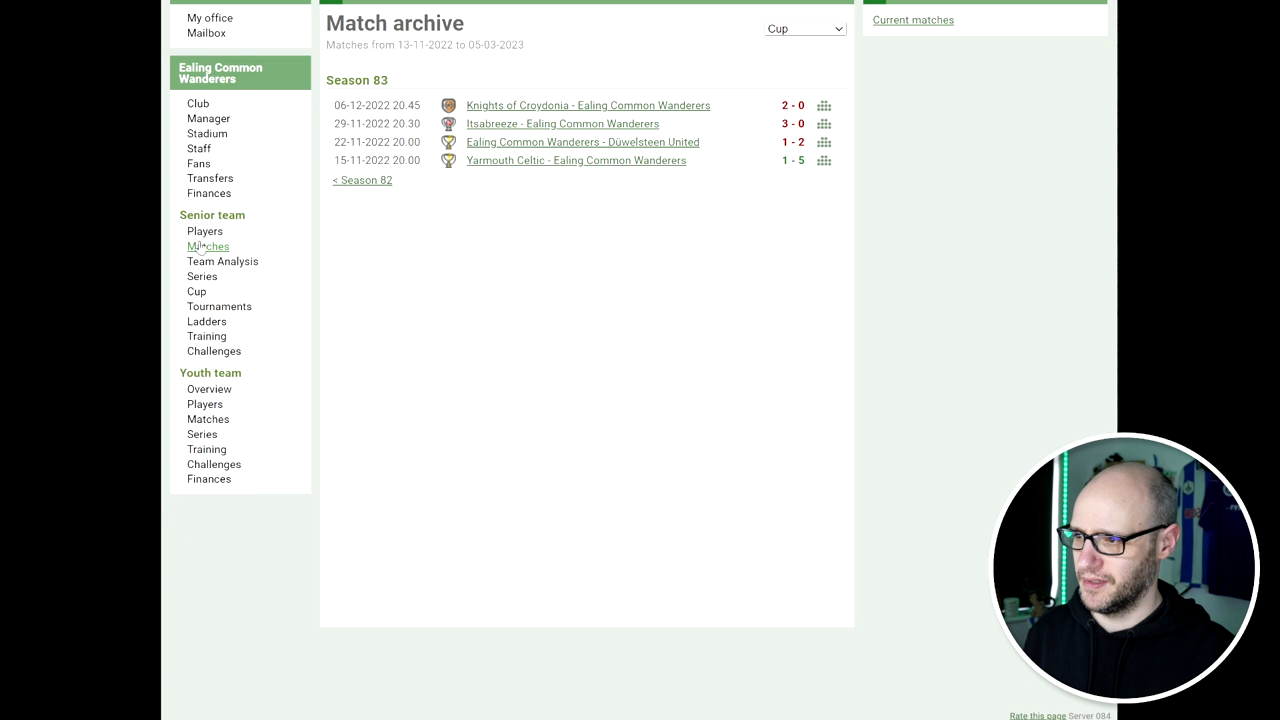 My office
Mailbox
Ealing Common
Wanderers
Club
Manager
Stadium
Staff
Fans
Transfers
Finances
Senior team
Players
Matches
Team Analysis
Series
Cup
Tournaments
Ladders
Training
Challenges
Youth team
Overview
Players
Matches
Series
Training
Challenges
Finances
Match archive
Cup
Matches from 13-11-2022 to 05-03-2023
Season 83
06-12-2022 20.45 Knights of Croydonia - Ealing Common Wanderers 2 - 0
29-11-2022 20.30 Itsabreeze - Ealing Common Wanderers 3 - 0
22-11-2022 20.00 Ealing Common Wanderers - Düwelsteen United 1 - 2
15-11-2022 20.00 Yarmouth Celtic - Ealing Common Wanderers 1 - 5
< Season 82
Current matches
Rate this page Server 084